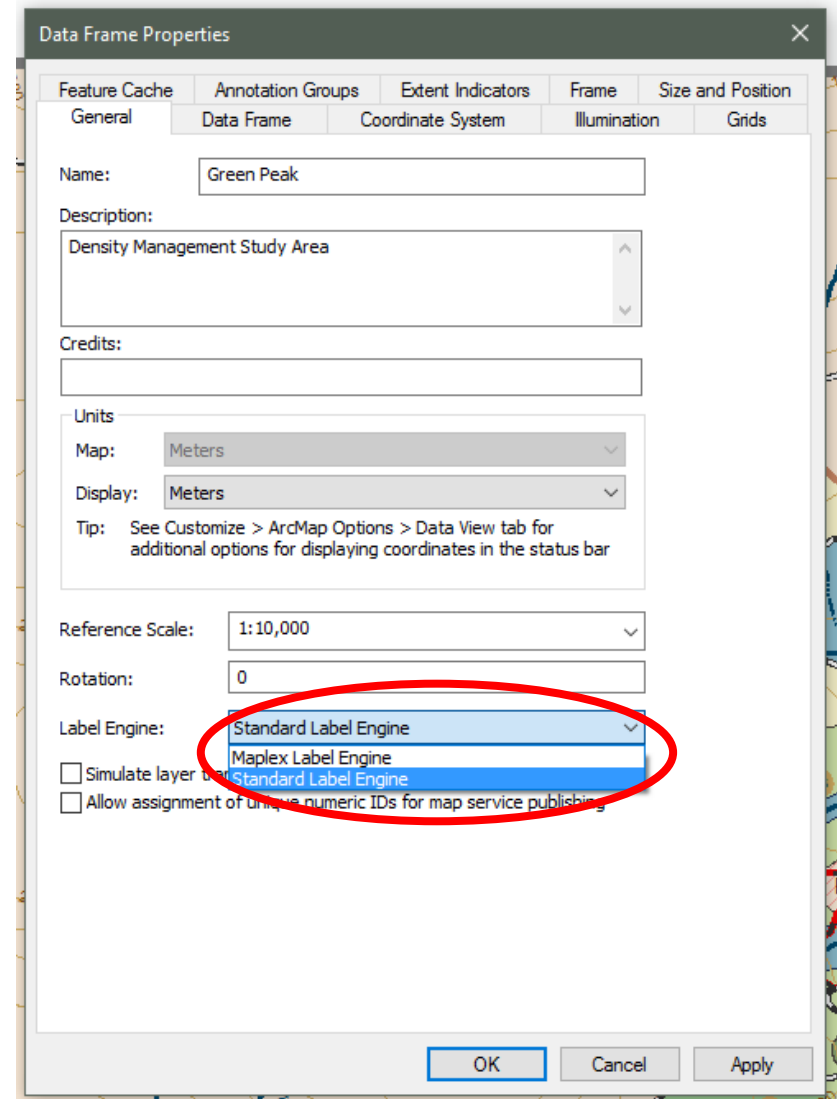 Data Frame Properties
Feature Cache Annotation Groups Extent Indicators Frame Size and Position
General Data Frame Coordinate System Illumination Grids
Name: Green Peak
Description:
Density Management Study Area
Credits:
Units
Map: Meters
Display: Meters
Tip: See Customize > ArcMap Options > Data View tab for
additional options for displaying coordinates in the status bar
Reference Scale: 1:10,000
Rotation: 0
Label Engine: Standard Label Engine
Maplex Label Engine
Simulate layer Standard Label Engine
Allow assignment of unique numeric IDs for map service publishing
OK Cancel Apply